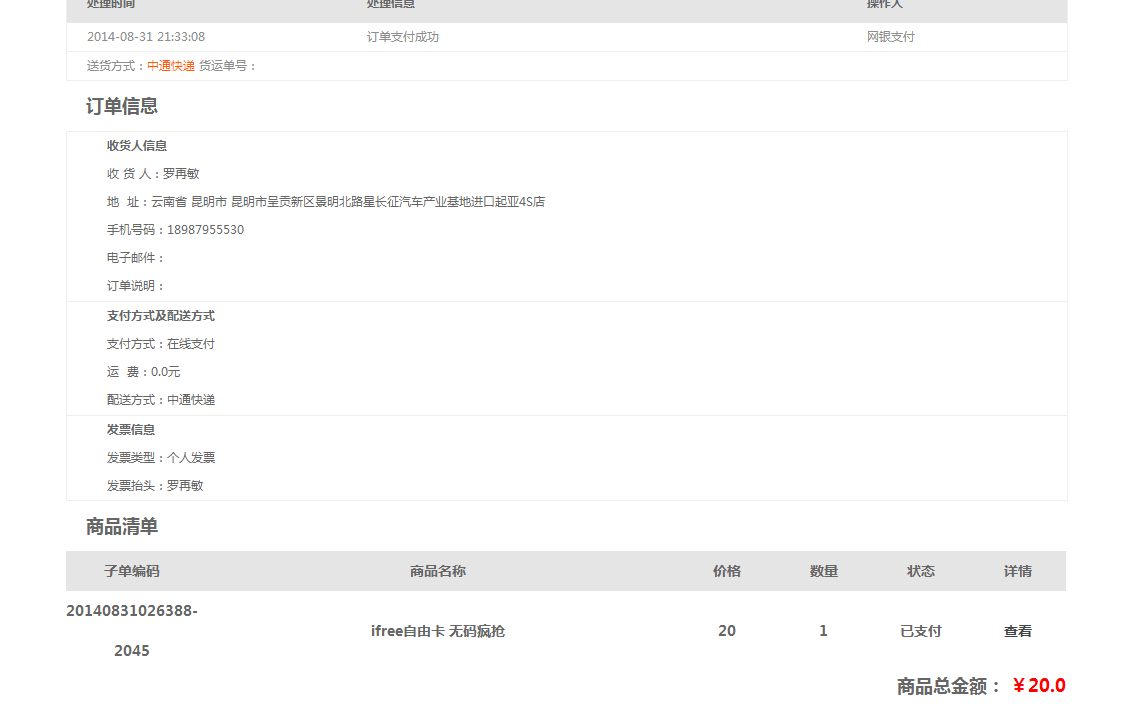 处理时间 处理信息 操作人
2014-08-31 21:33:08 订单支付成功 网银支付
送货方式：中通快递 货运单号：
订单信息
收货人信息
收 货 人：罗再敏
地 址：云南省 昆明市 昆明市呈贡新区景明北路星长征汽车产业基地进口起亚4S店
手机号码：18987955530
电子邮件：
订单说明：
支付方式及配送方式
支付方式：在线支付
运 费：0.0元
配送方式：中通快递
发票信息
发票类型：个人发票
发票抬头：罗再敏
商品清单
子单编码 商品名称 价格 数量 状态 详情
20140831026388-
2045 ifree自由卡 无码疯抢 20 1 已支付 查看
商品总金额： ￥20.0